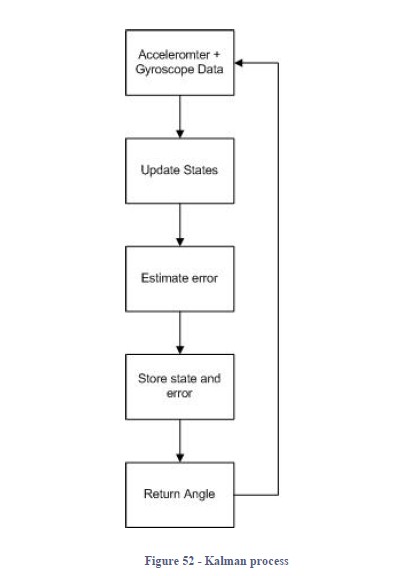 Acceleromter +
Gyroscope Data
Update States
Estimate error
Store state and
error
Return Angle
Figure 52 - Kalman process